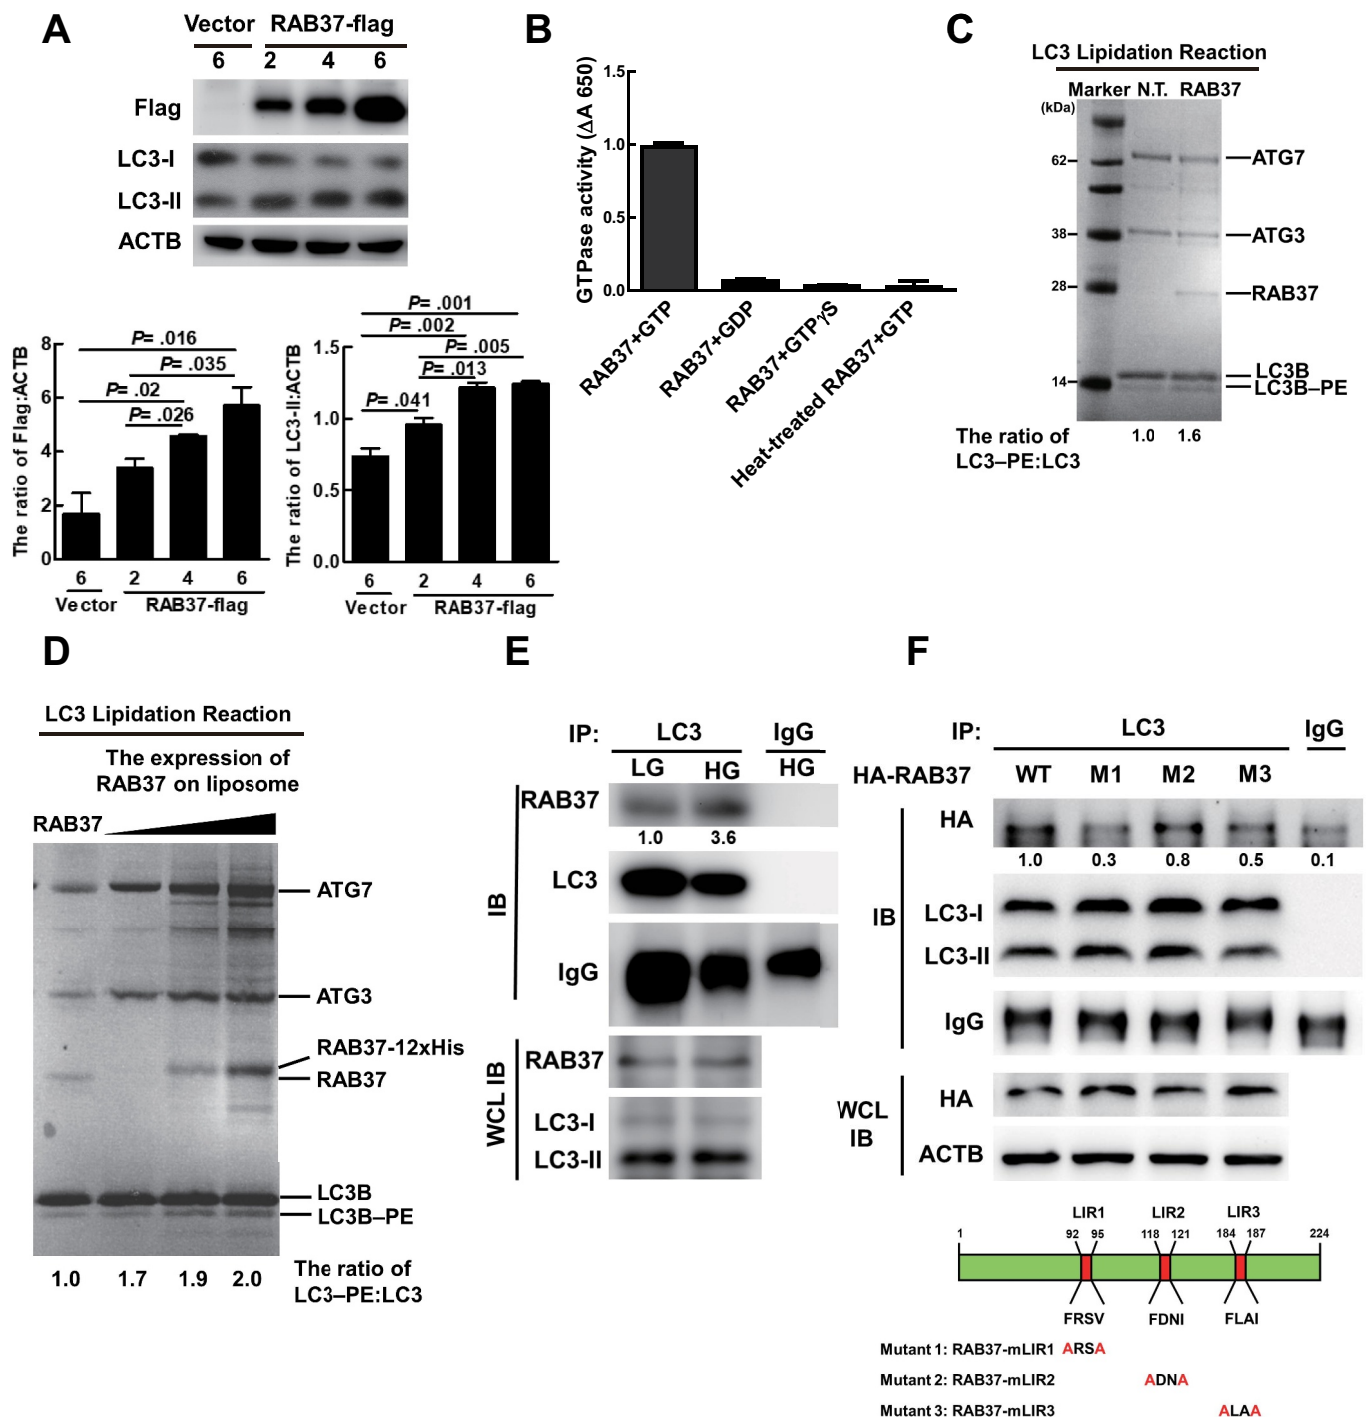 A
Vector RAB37-flag
6 2 4 6
Flag
LC3-I
LC3-II
ACTB
The ratio of Flag:ACTB
8
6
4
2
0
P= .016
P= .035
P= .02
P= .026
6 2 4 6
Vector RAB37-flag
The ratio of LC3-II:ACTB
1.5
1.0
0.5
0.0
P= .001
P= .002
P= .005
P= .013
P= .041
6 2 4 6
Vector RAB37-flag
B
GTPase activity (ΔA 650)
1.5
1.0
0.5
0.0
RAB37+GTP
RAB37+GDP
RAB37+GTPγS
Heat-treated RAB37+GTP
C
LC3 Lipidation Reaction
Marker N.T. RAB37
(kDa)
62
38
28
14
ATG7
ATG3
RAB37
LC3B
LC3B–PE
The ratio of 1.0 1.6
LC3–PE:LC3
D
LC3 Lipidation Reaction
The expression of
RAB37 on liposome
RAB37
ATG7
ATG3
RAB37-12xHis
RAB37
LC3B
LC3B–PE
1.0 1.7 1.9 2.0 The ratio of
LC3–PE:LC3
E
IP: LC3 IgG
LG HG HG
IB
RAB37
1.0 3.6
LC3
IgG
WCL IB
RAB37
LC3-I
LC3-II
F
IP: LC3 IgG
HA-RAB37 WT M1 M2 M3
IB
HA
1.0 0.3 0.8 0.5 0.1
LC3-I
LC3-II
IgG
WCL
IB
HA
ACTB
LIR1 LIR2 LIR3
1 92 95 118 121 184 187 224
FRSV FDNI FLAI
Mutant 1: RAB37-mLIR1 ARSA
Mutant 2: RAB37-mLIR2 ADNA
Mutant 3: RAB37-mLIR3 ALAA